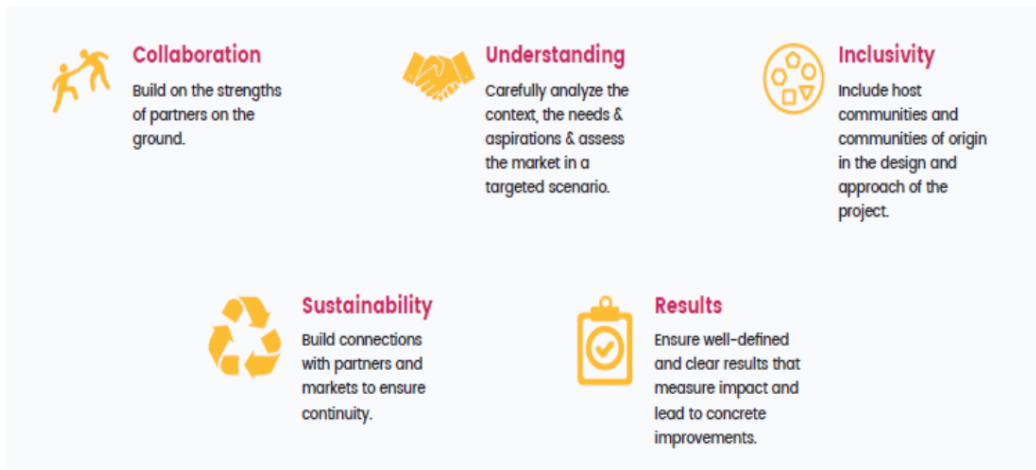 Collaboration
Build on the strengths
of partners on the
ground.
Understanding
Carefully analyze the
context, the needs &
aspirations & assess
the market in a
targeted scenario.
Inclusivity
Include host
communities and
communities of origin
in the design and
approach of the
project.
Sustainability
Build connections
with partners and
markets to ensure
continuity.
Results
Ensure well-defined
and clear results that
measure impact and
lead to concrete
improvements.